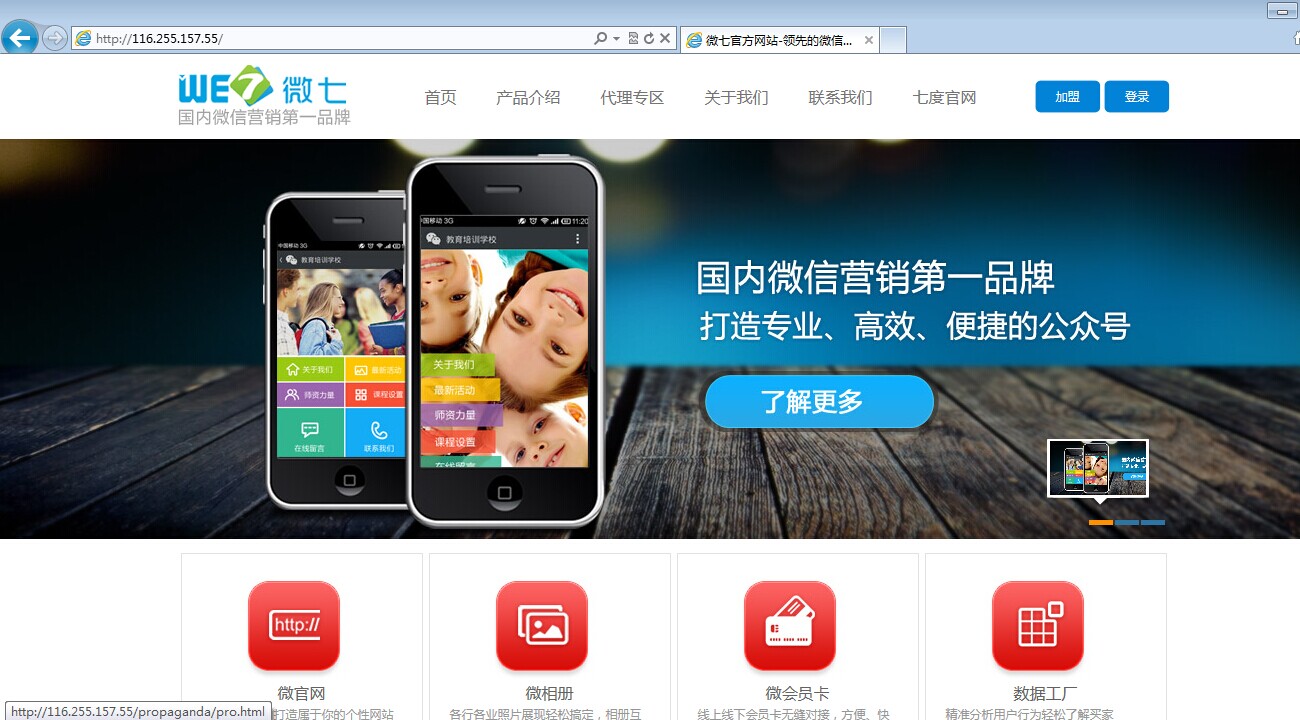 http://116.255.157.55/
微七官方网站-领先的微信...
WE7 微七
国内微信营销第一品牌
首页 产品介绍 代理专区 关于我们 联系我们 七度官网
加盟 登录
中国移动 3G
教育培训学校
关于我们 最新活动
师资力量 课程设置
在线留言 联系我们
中国移动 3G 11:20
教育培训学校
关于我们
最新活动
师资力量
课程设置
在线留言
国内微信营销第一品牌
打造专业、高效、便捷的公众号
了解更多
http://
微官网 微相册 微会员卡 数据工厂
打造属于你的个性网站 各行各业照片展现轻松搞定，相册互 线上线下会员卡无缝对接，方便、快 精准分析用户行为轻松了解买家
http://116.255.157.55/propaganda/pro.html